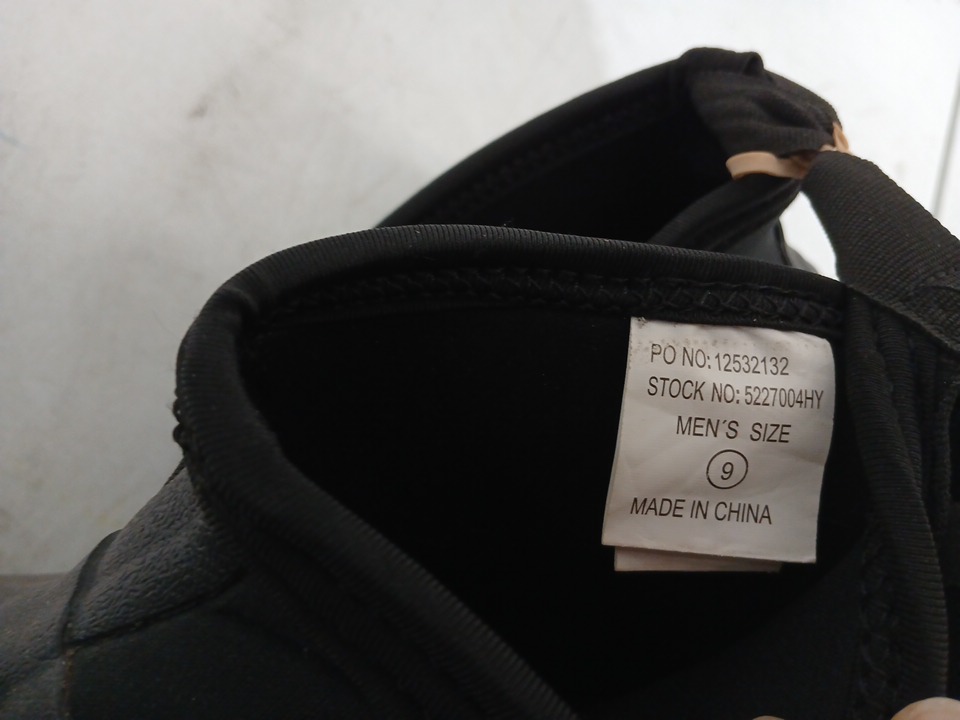 PO NO: 12532132
STOCK NO: 5227004HY
MEN´S SIZE
9
MADE IN CHINA